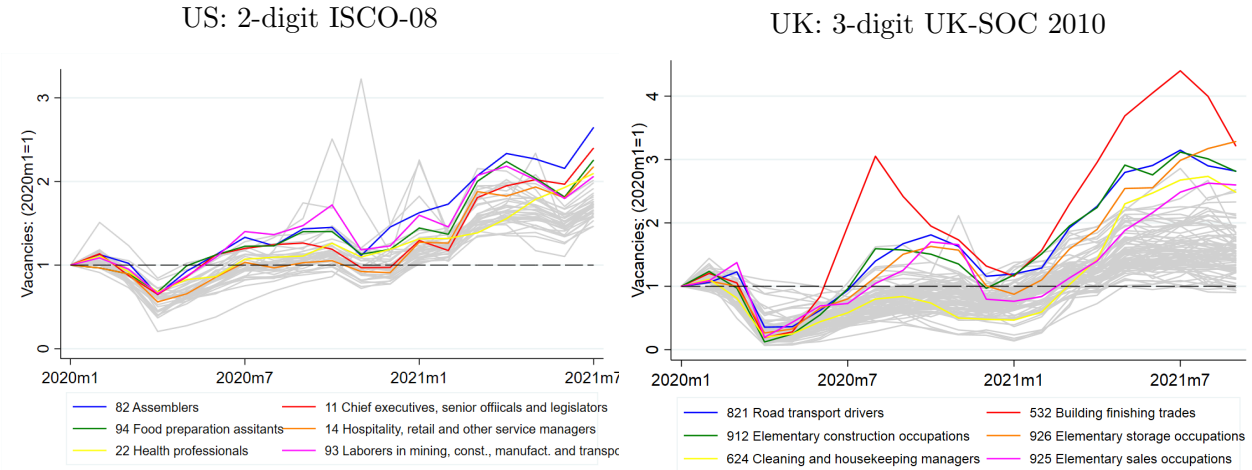 US: 2-digit ISCO-08
Vacancies: (2020m1=1)
3
2
1
0
2020m1 2020m7 2021m1 2021m7
82 Assemblers 11 Chief executives, senior offiicals and legislators
94 Food preparation assitants 14 Hospitality, retail and other service managers
22 Health professionals 93 Laborers in mining, const., manufact. and transpo
UK: 3-digit UK-SOC 2010
Vacancies: (2020m1=1)
4
3
2
1
0
2020m1 2020m7 2021m1 2021m7
821 Road transport drivers 532 Building finishing trades
912 Elementary construction occupations 926 Elementary storage occupations
624 Cleaning and housekeeping managers 925 Elementary sales occupations